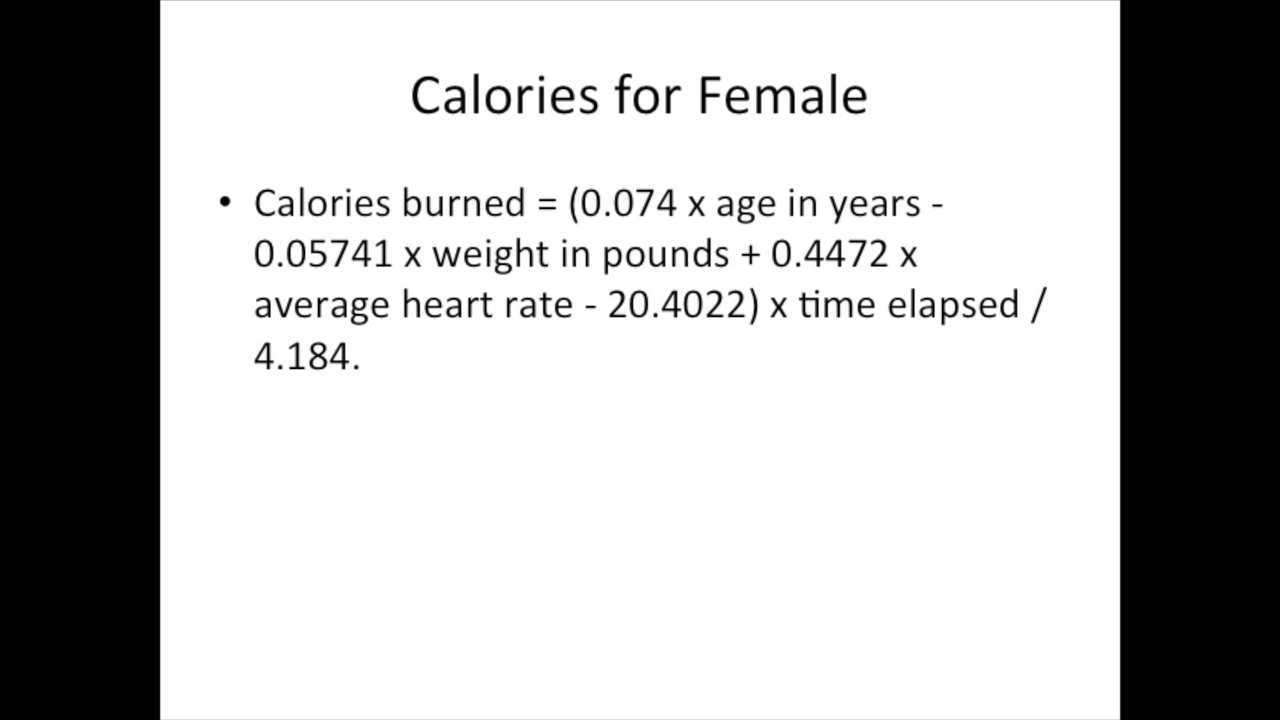 Calories for Female
• Calories burned = (0.074 x age in years -
0.05741 x weight in pounds + 0.4472 x
average heart rate - 20.4022) x time elapsed /
4.184.